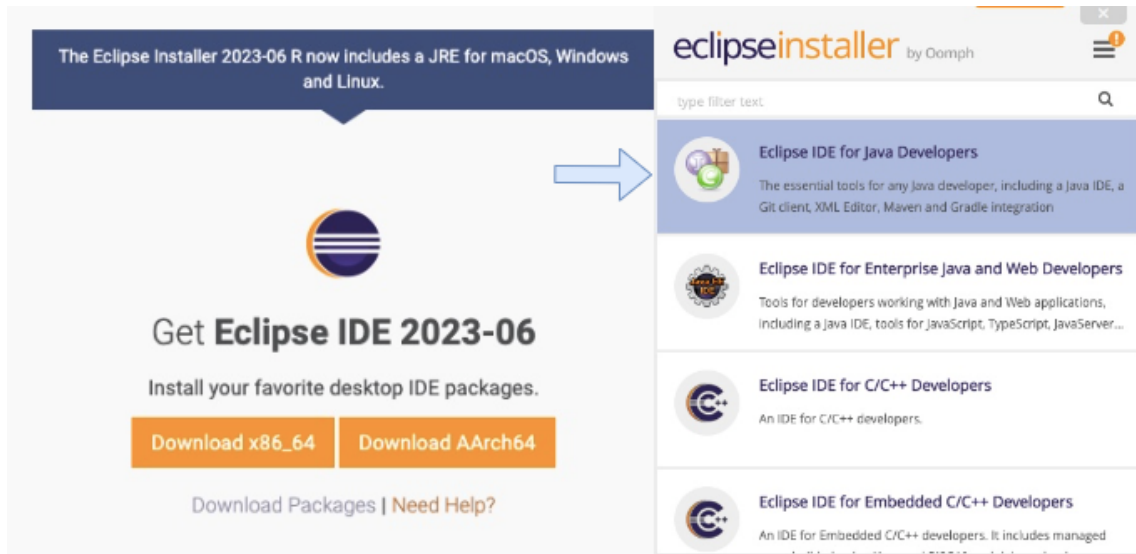 The Eclipse Installer 2023-06 R now includes a JRE for macOS, Windows
and Linux.
Get Eclipse IDE 2023-06
Install your favorite desktop IDE packages.
Download x86_64
Download AArch64
Download Packages | Need Help?
eclipseinstaller by Oomph
type filter text
Eclipse IDE for Java Developers
The essential tools for any Java developer, including a Java IDE, a
Git client, XML Editor, Maven and Gradle integration
Eclipse IDE for Enterprise Java and Web Developers
Tools for developers working with Java and Web applications,
including a Java IDE, tools for JavaScript, TypeScript, JavaServer...
Eclipse IDE for C/C++ Developers
An IDE for C/C++ developers.
Eclipse IDE for Embedded C/C++ Developers
An IDE for Embedded C/C++ developers. It includes managed